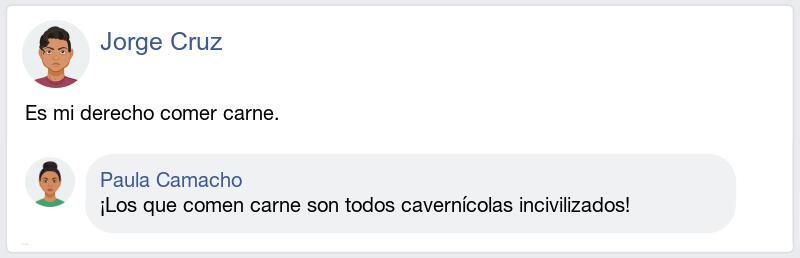 Jorge Cruz
Es mi derecho comer carne.
Paula Camacho
¡Los que comen carne son todos cavernícolas incivilizados!